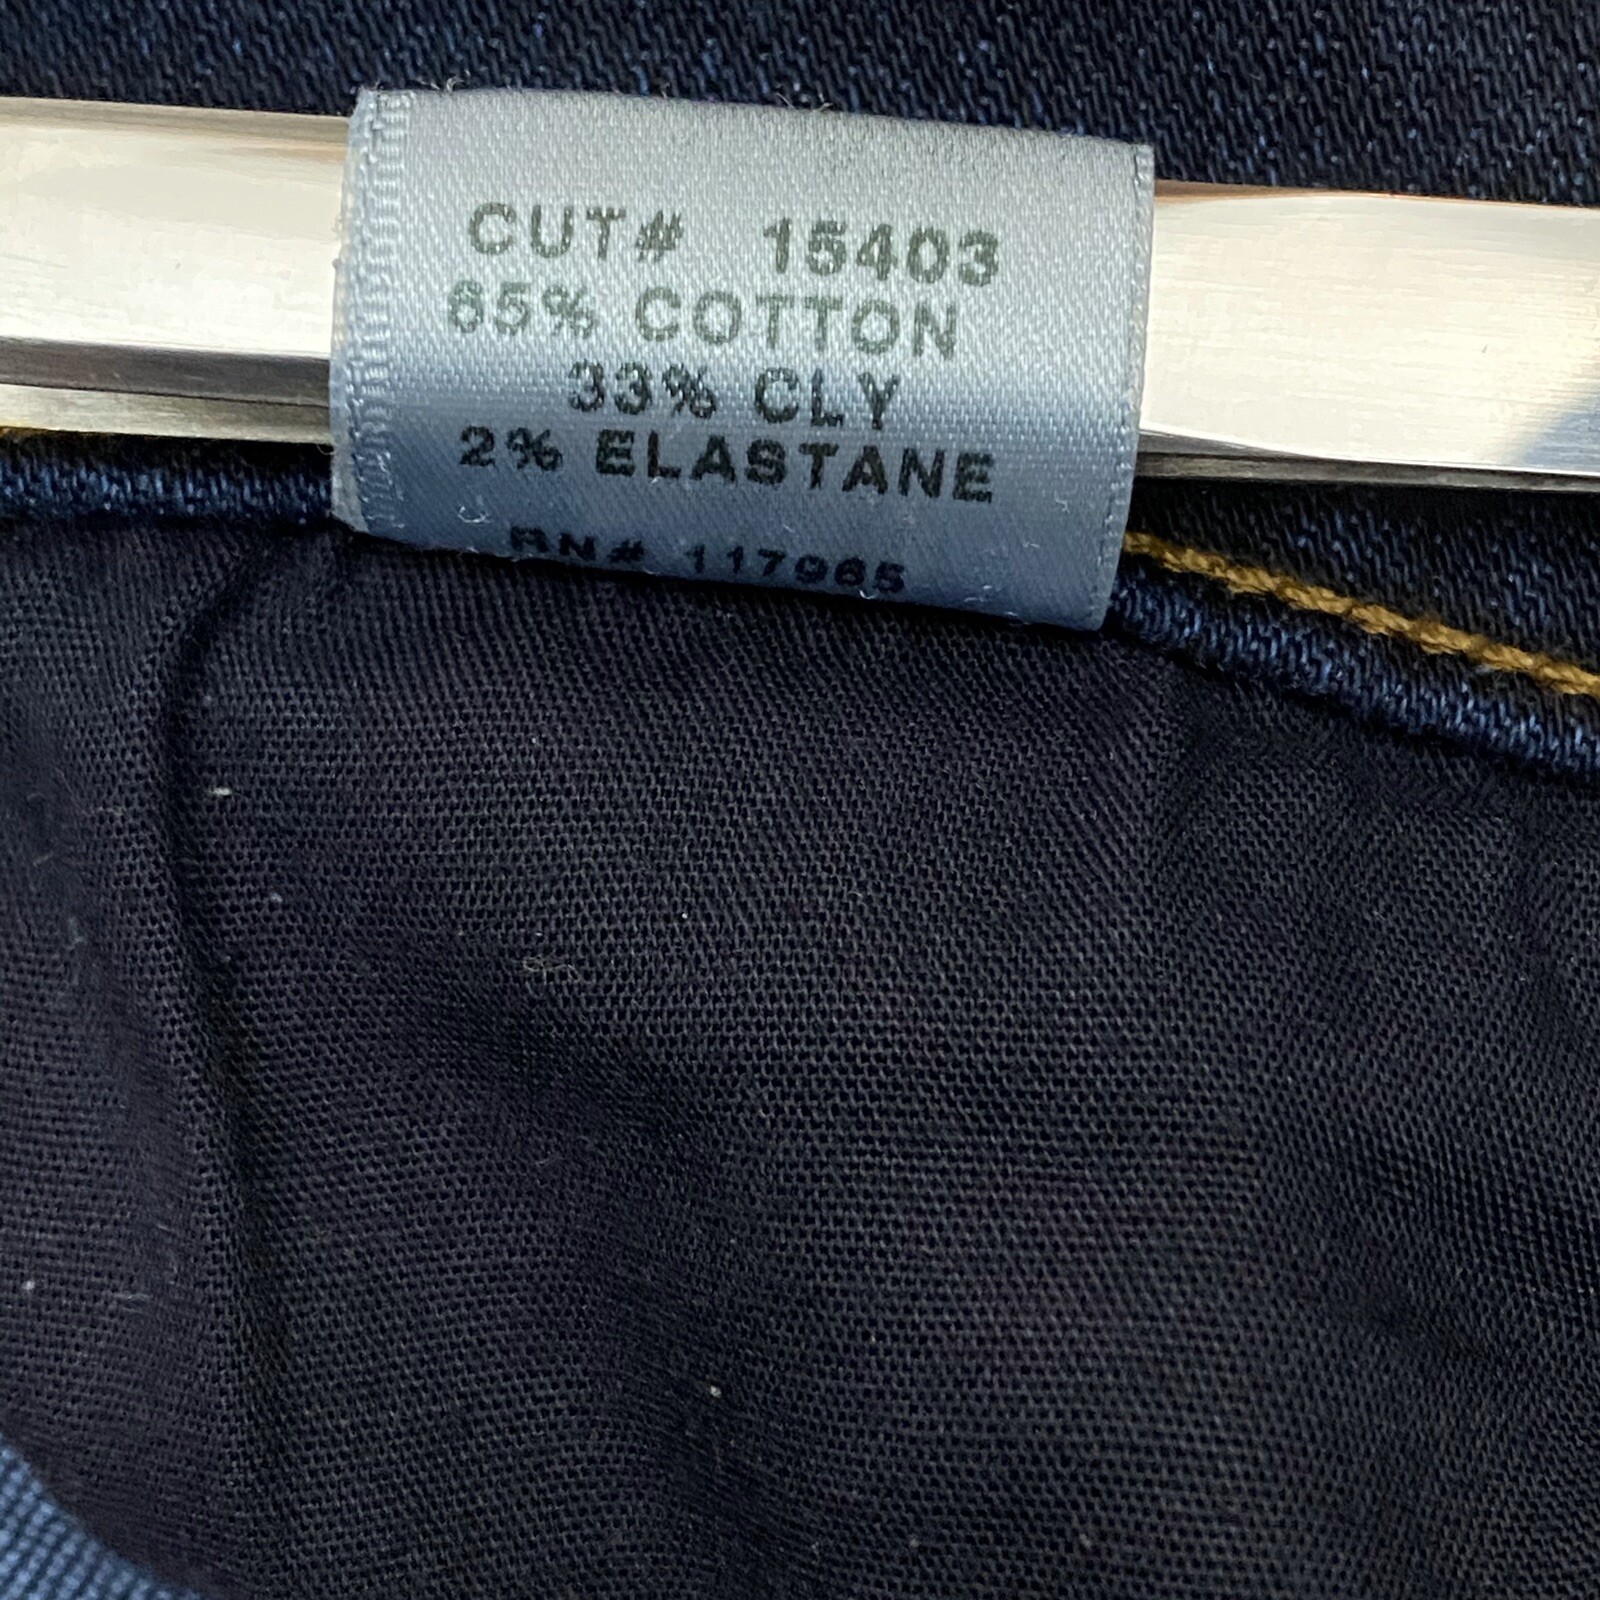 CUT# 15403
65% COTTON
33% CLY
2% ELASTANE
RN# 117965